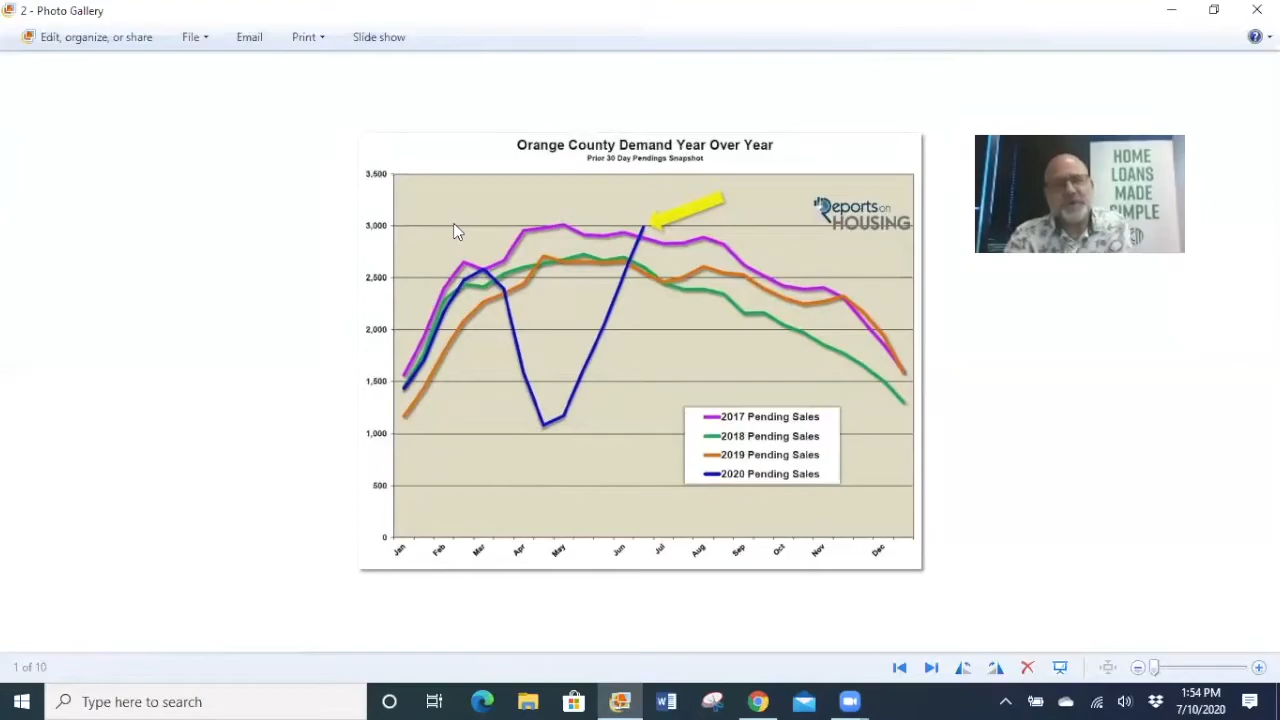 2 - Photo Gallery
Edit, organize, or share
File
Email
Print
Slide show
Orange County Demand Year Over Year
Prior 30 Day Pendings Snapshot
3,500
3,000
2,500
2,000
1,500
1,000
500
0
Jan
Feb
Mar
Apr
May
Jun
Jul
Aug
Sep
Oct
Nov
Dec
Reports on
HOUSING
2017 Pending Sales
2018 Pending Sales
2019 Pending Sales
2020 Pending Sales
HOME
LOANS
MADE
SIMPLE
1 of 10
Type here to search
1:54 PM
7/10/2020